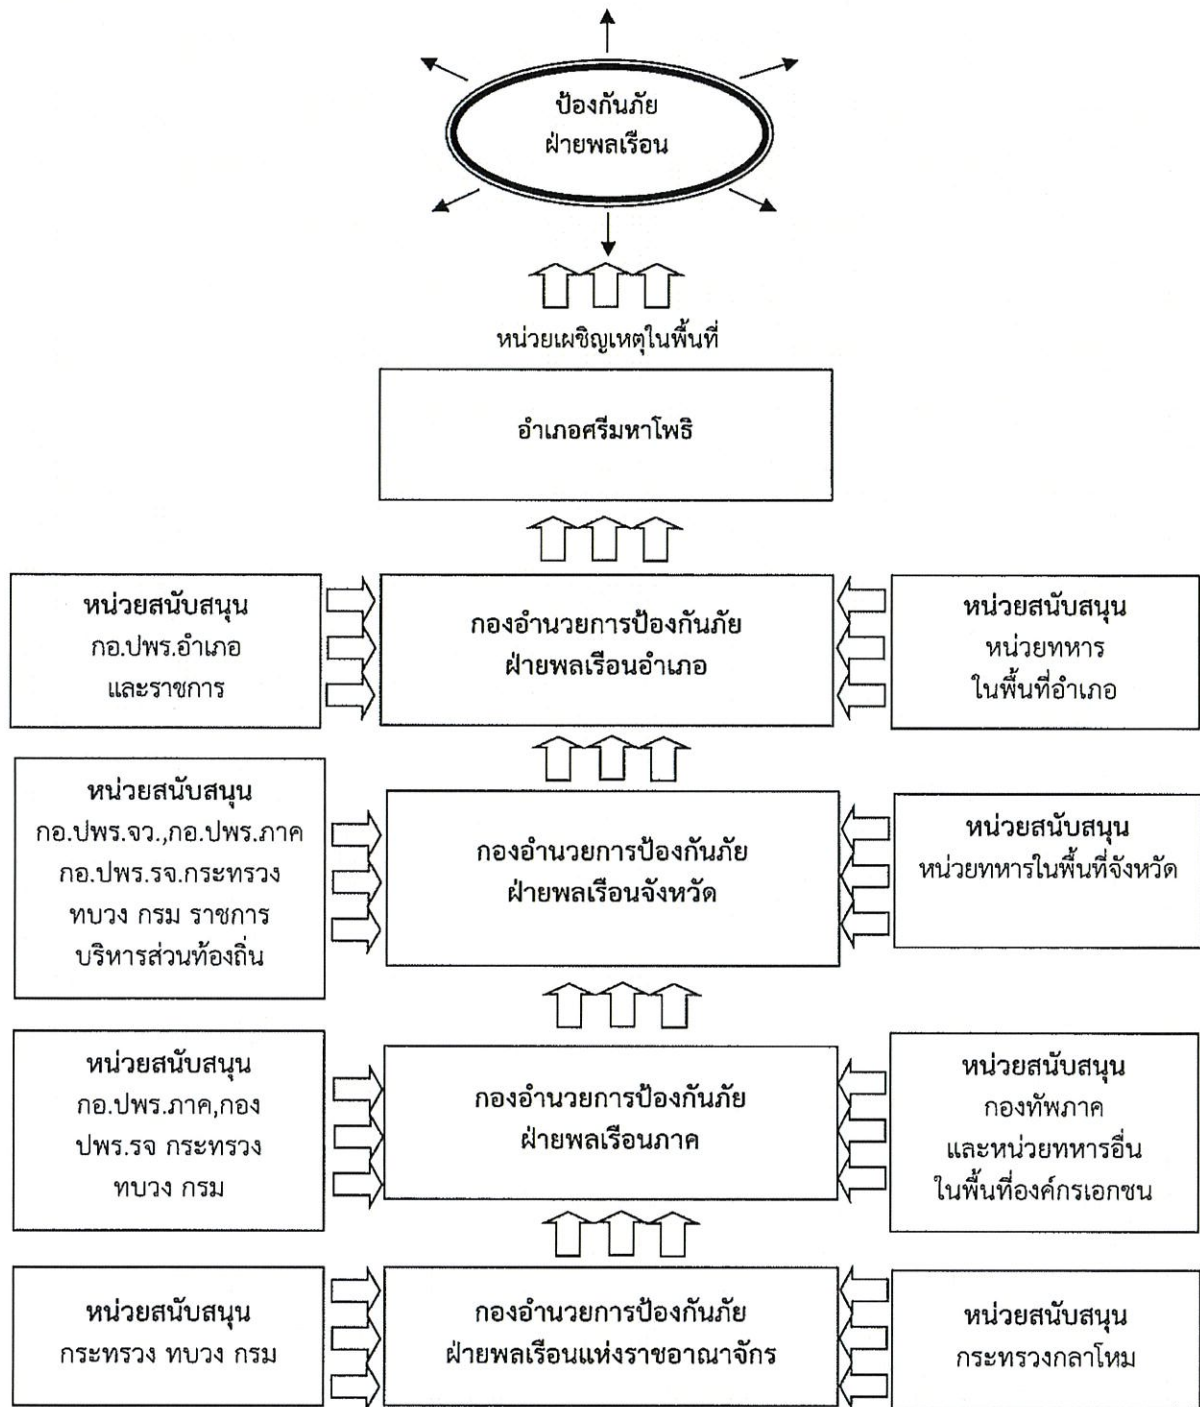 ป้องกันภัย
ฝ่ายพลเรือน
หน่วยเผชิญเหตุในพื้นที่
อำเภอศรีมหาโพธิ
หน่วยสนับสนุน
กอ.ปพร.อำเภอ
และราชการ
กองอำนวยการป้องกันภัย
ฝ่ายพลเรือนอำเภอ
หน่วยสนับสนุน
หน่วยทหาร
ในพื้นที่อำเภอ
หน่วยสนับสนุน
กอ.ปพร.จว.,กอ.ปพร.ภาค
กอ.ปพร.รจ.กระทรวง
ทบวง กรม ราชการ
บริหารส่วนท้องถิ่น
กองอำนวยการป้องกันภัย
ฝ่ายพลเรือนจังหวัด
หน่วยสนับสนุน
หน่วยทหารในพื้นที่จังหวัด
หน่วยสนับสนุน
กอ.ปพร.ภาค,กอง
ปพร.รจ กระทรวง
ทบวง กรม
กองอำนวยการป้องกันภัย
ฝ่ายพลเรือนภาค
หน่วยสนับสนุน
กองทัพภาค
และหน่วยทหารอื่น
ในพื้นที่องค์กรเอกชน
หน่วยสนับสนุน
กระทรวง ทบวง กรม
กองอำนวยการป้องกันภัย
ฝ่ายพลเรือนแห่งราชอาณาจักร
หน่วยสนับสนุน
กระทรวงกลาโหม